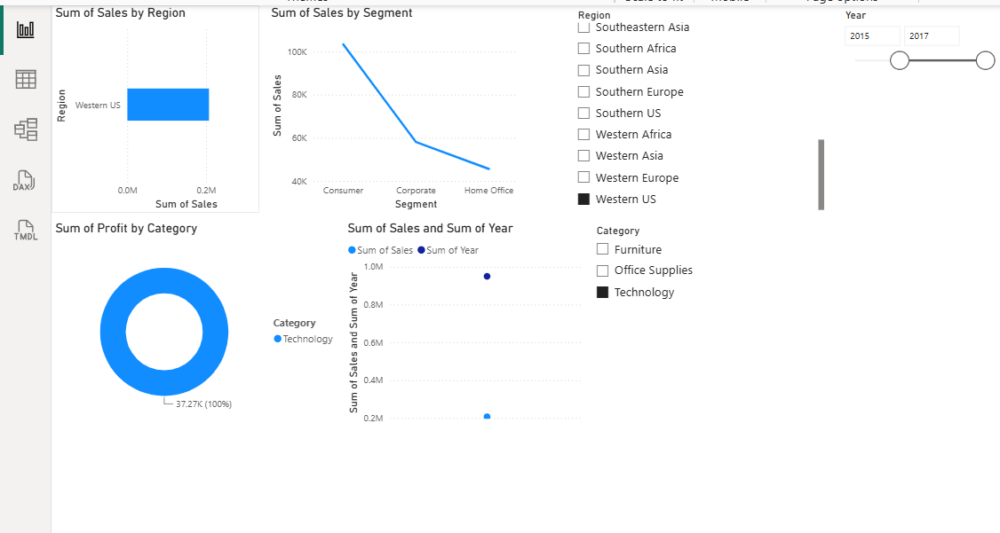 Sum of Sales by Region
Region
Western US
0.0M
0.2M
Sum of Sales
Sum of Sales by Segment
Sum of Sales
100K
80K
60K
40K
Consumer
Corporate
Home Office
Segment
Region
Southeastern Asia
Southern Africa
Southern Asia
Southern Europe
Southern US
Western Africa
Western Asia
Western Europe
Western US
Year
2015
2017
DAX
TMDL
Sum of Profit by Category
37.27K (100%)
Category
Technology
Sum of Sales and Sum of Year
Sum of Sales
Sum of Year
Sum of Sales and Sum of Year
1.0M
0.8M
0.6M
0.4M
0.2M
Category
Furniture
Office Supplies
Technology